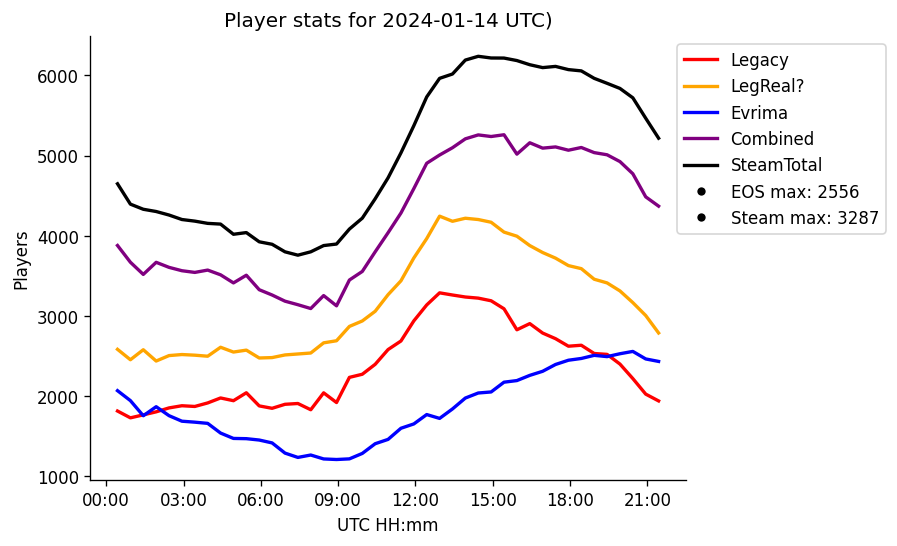 Player stats for 2024-01-14 UTC)
Legacy
LegReal?
Evrima
Combined
SteamTotal
EOS max: 2556
Steam max: 3287
Players
6000
5000
4000
3000
2000
1000
00:00 03:00 06:00 09:00 12:00 15:00 18:00 21:00
UTC HH:mm